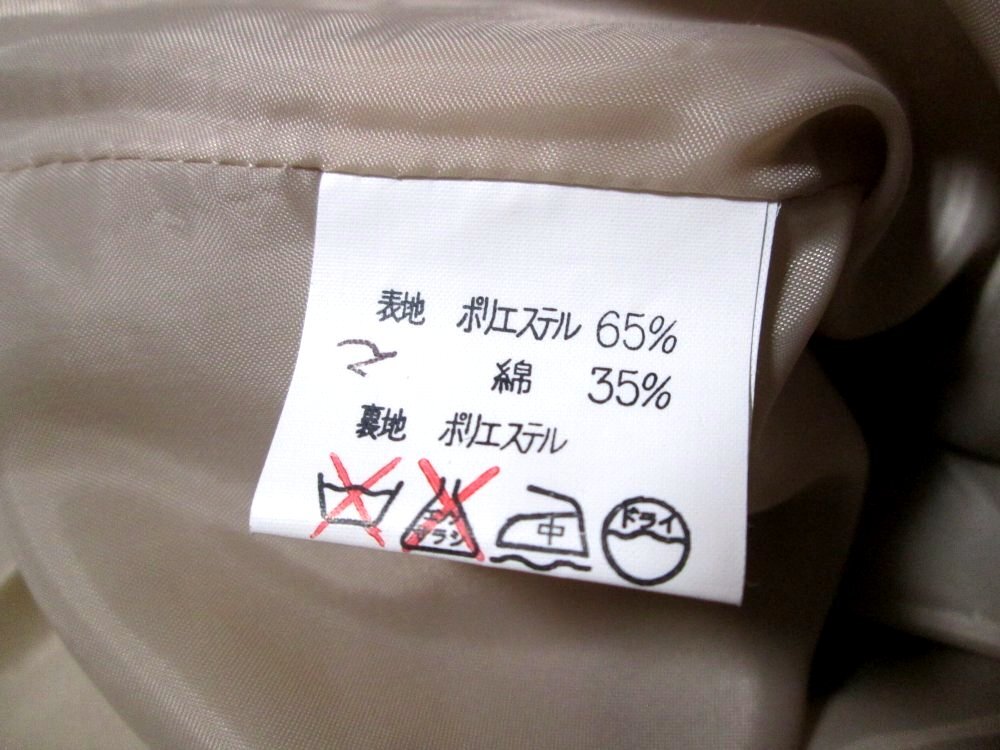 表地 ポリエステル 65%
綿 35%
裏地 ポリエステル
エンソ サラシ 中 ドライ